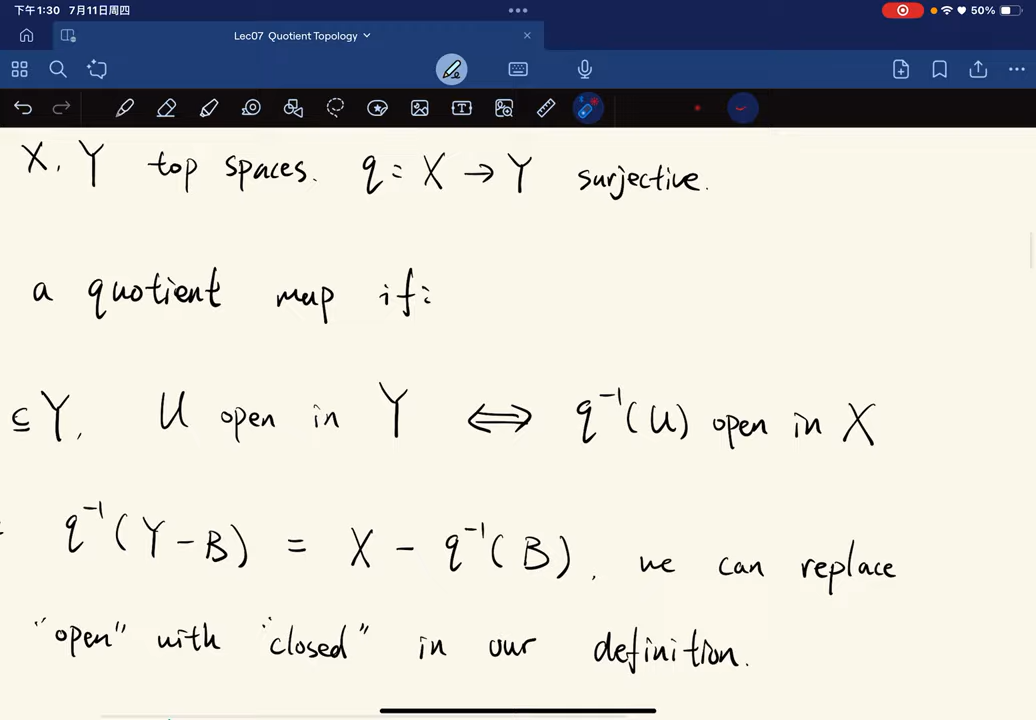 下午1:30 7月11日周四
50%
Lec07 Quotient Topology
X, Y top spaces. q: X → Y surjective.
a quotient map if:
⊆ Y, U open in Y ⟺ q⁻¹(U) open in X
q⁻¹(Y - B) = X - q⁻¹(B), we can replace
"open" with "closed" in our definition.